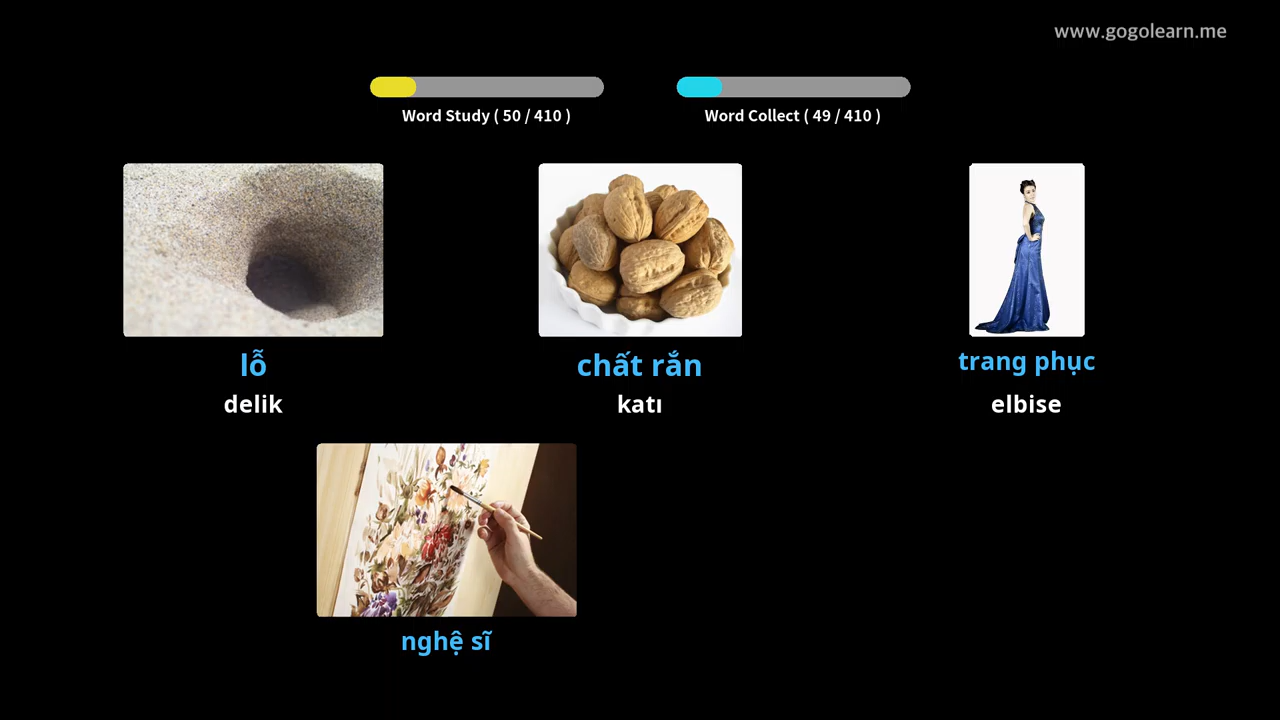 www.gogolearn.me
Word Study ( 50 / 410 )
Word Collect ( 49 / 410 )
lỗ
chất rắn
trang phục
delik
katı
elbise
nghệ sĩ